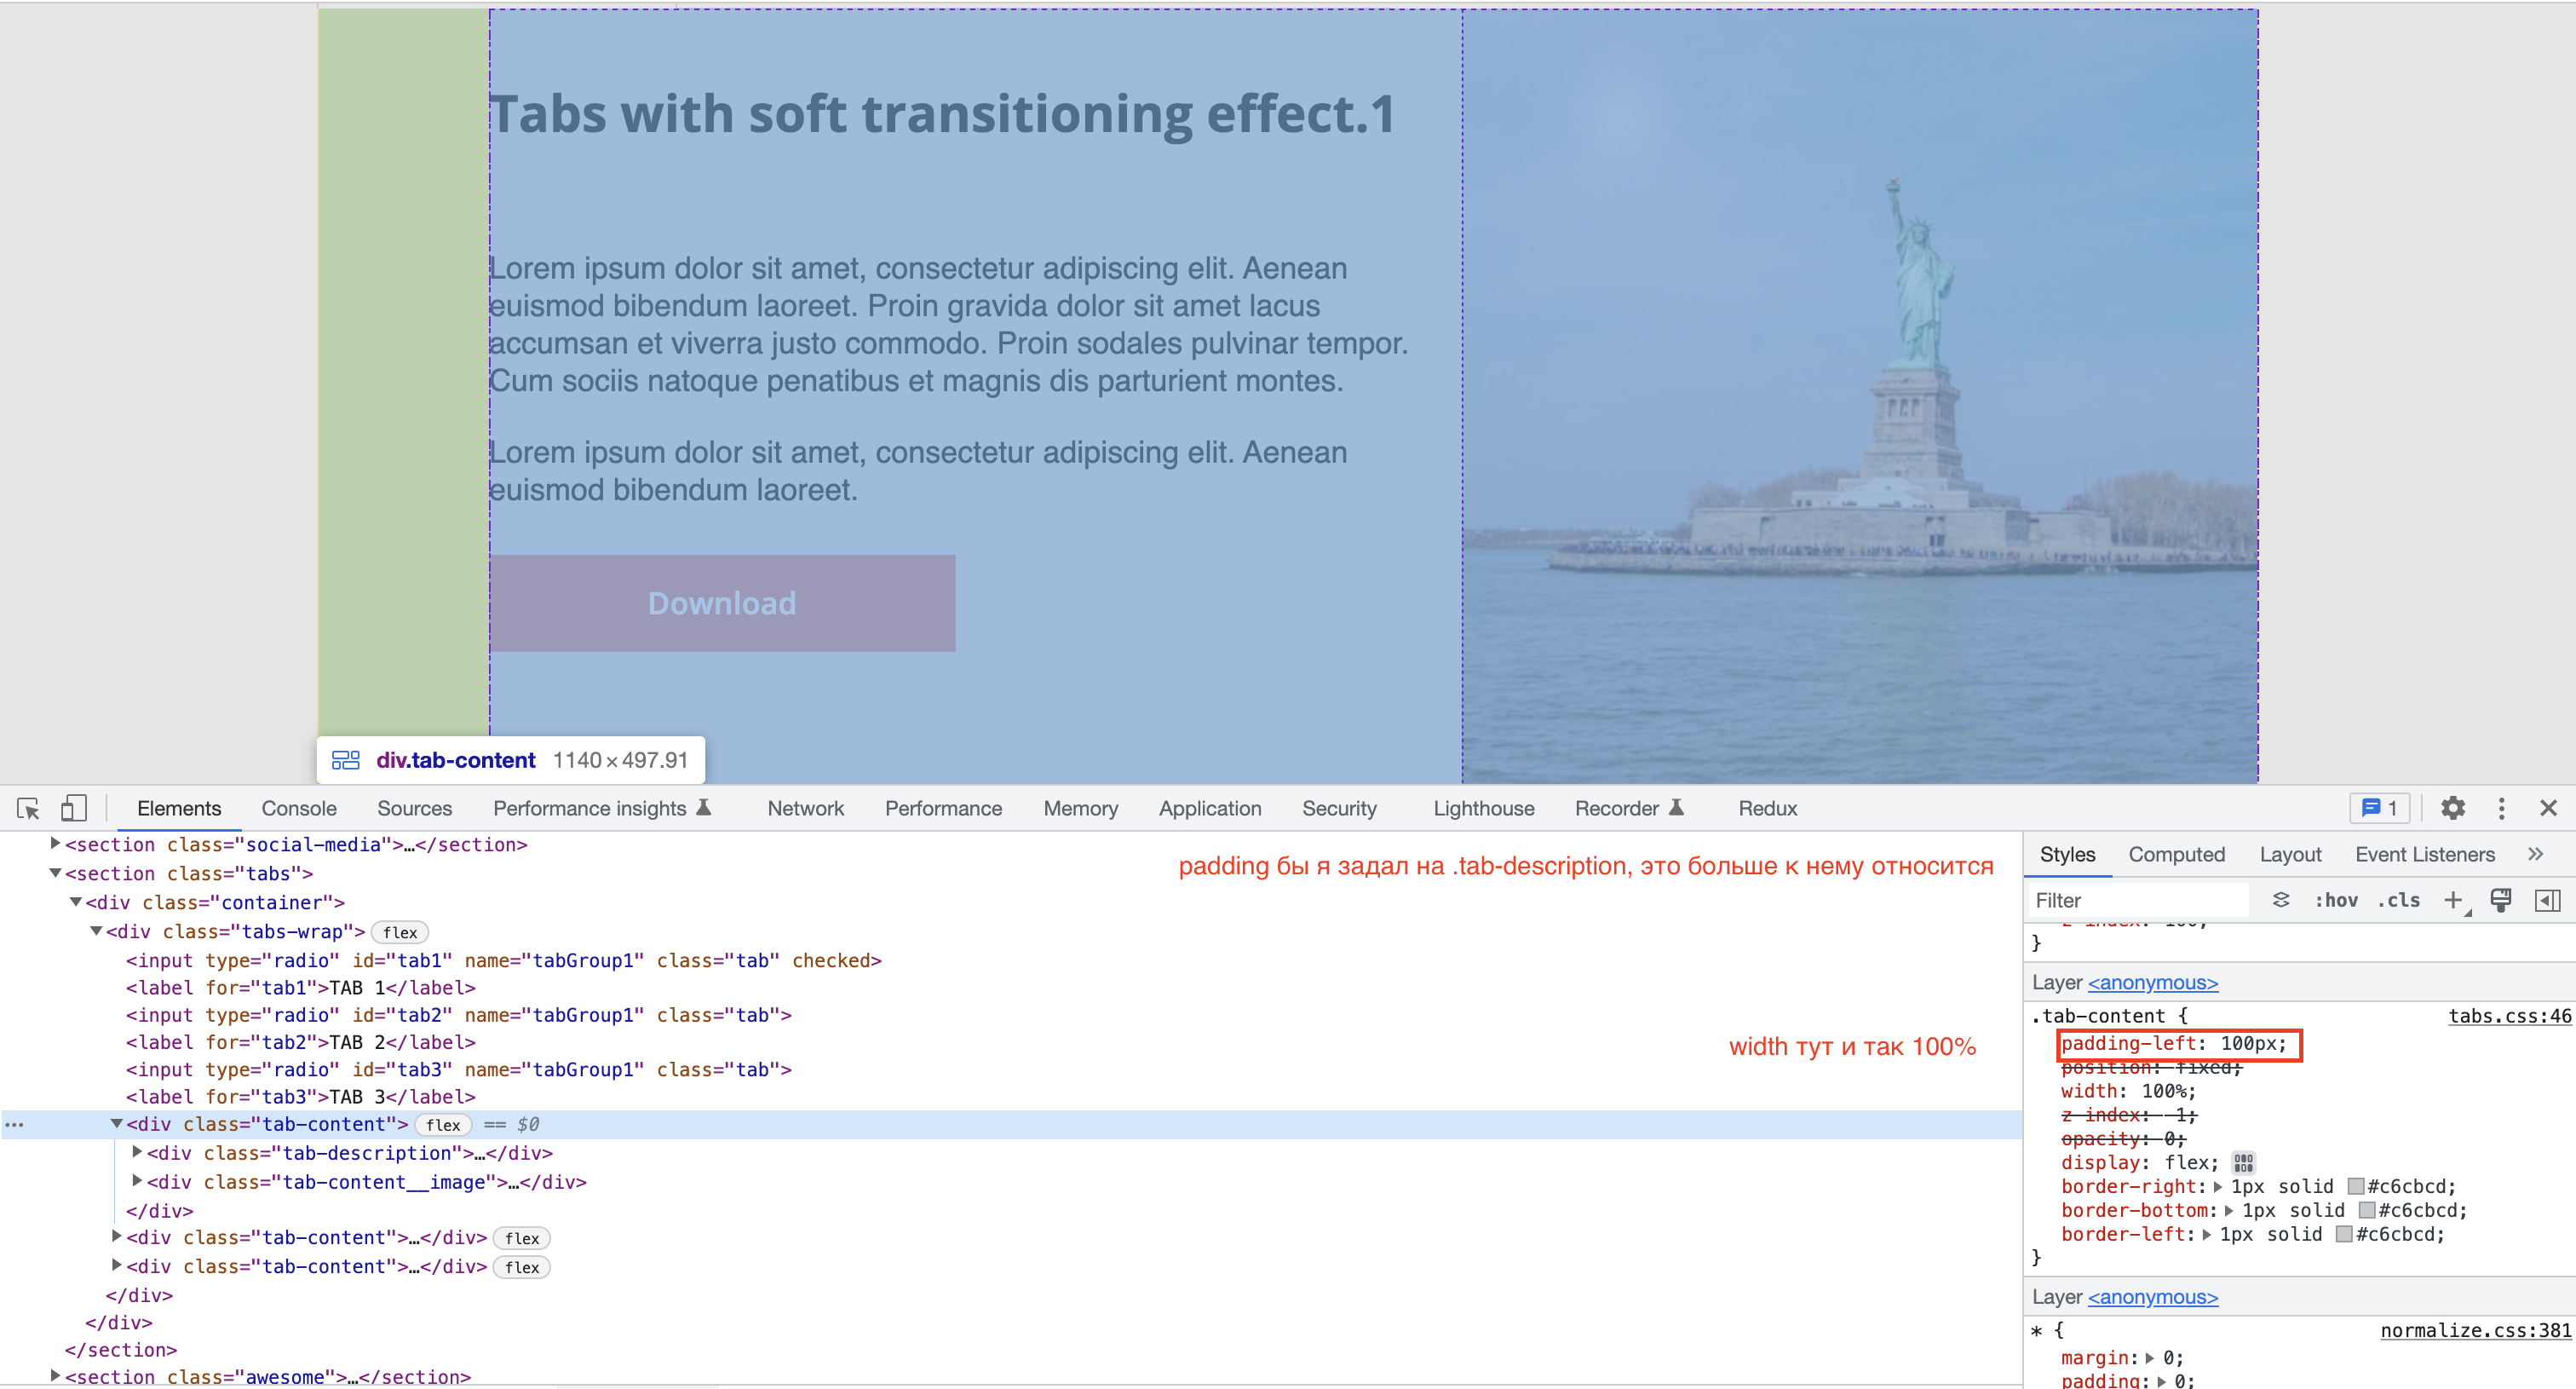 Tabs with soft transitioning effect.1
Lorem ipsum dolor sit amet, consectetur adipiscing elit. Aenean
euismod bibendum laoreet. Proin gravida dolor sit amet lacus
accumsan et viverra justo commodo. Proin sodales pulvinar tempor.
Cum sociis natoque penatibus et magnis dis parturient montes.
Lorem ipsum dolor sit amet, consectetur adipiscing elit. Aenean
euismod bibendum laoreet.
Download
div.tab-content 1140×497.91
Elements Console Sources Performance insights Network Performance Memory Application Security Lighthouse Recorder Redux 1
<section class="social-media">…</section>
<section class="tabs">
<div class="container">
<div class="tabs-wrap"> flex
<input type="radio" id="tab1" name="tabGroup1" class="tab" checked>
<label for="tab1">TAB 1</label>
<input type="radio" id="tab2" name="tabGroup1" class="tab">
<label for="tab2">TAB 2</label>
<input type="radio" id="tab3" name="tabGroup1" class="tab">
<label for="tab3">TAB 3</label>
<div class="tab-content"> flex == $0
<div class="tab-description">…</div>
<div class="tab-content__image">…</div>
</div>
<div class="tab-content">…</div> flex
<div class="tab-content">…</div> flex
</div>
</div>
</section>
<section class="awesome">…</section>
padding бы я задал на .tab-description, это больше к нему относится
width тут и так 100%
Styles Computed Layout Event Listeners »
Filter :hov .cls +
z-index: 100;
}
Layer <anonymous>
.tab-content { tabs.css:46
padding-left: 100px;
position: fixed;
width: 100%;
z-index: -1;
opacity: 0;
display: flex;
border-right: 1px solid #c6cbcd;
border-bottom: 1px solid #c6cbcd;
border-left: 1px solid #c6cbcd;
}
Layer <anonymous>
* { normalize.css:381
margin: 0;
padding: 0;